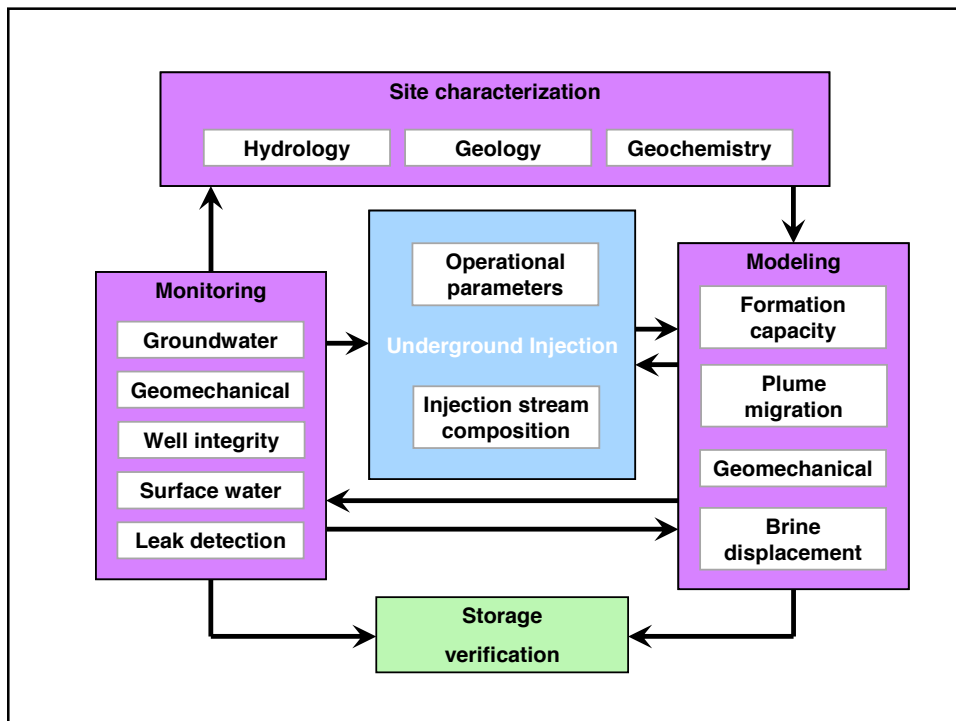 Site characterization
Hydrology
Geology
Geochemistry
Monitoring
Groundwater
Geomechanical
Well integrity
Surface water
Leak detection
Operational
parameters
Underground Injection
Injection stream
composition
Modeling
Formation
capacity
Plume
migration
Geomechanical
Brine
displacement
Storage
verification